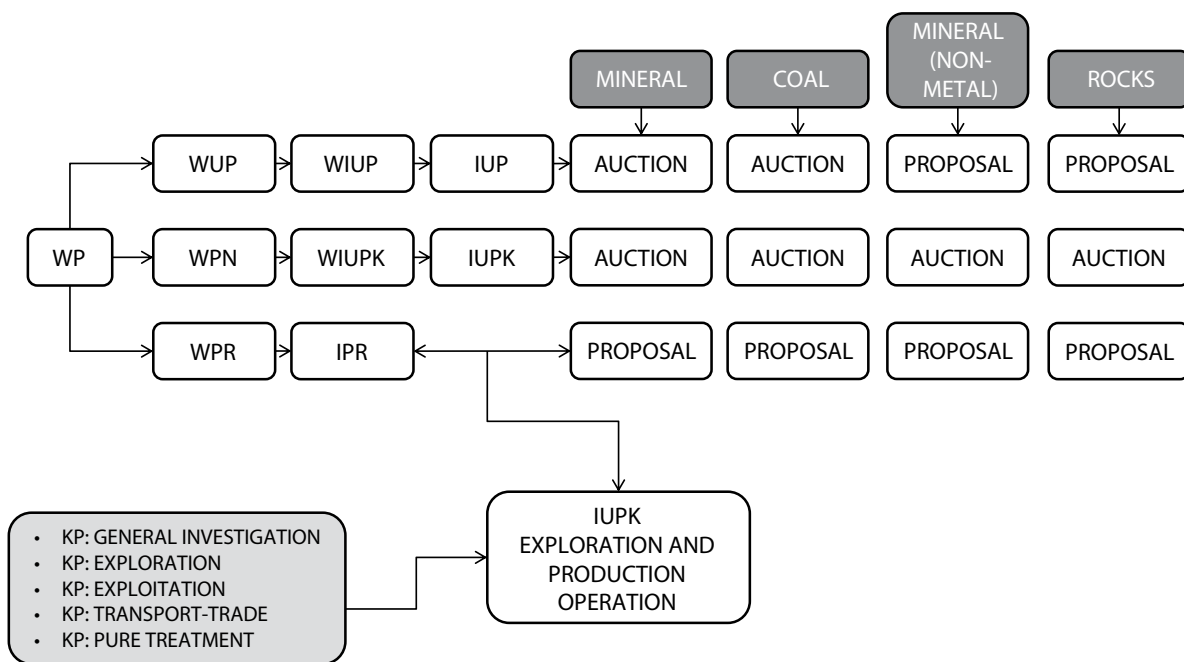 MINERAL
COAL
MINERAL
(NON-
METAL)
ROCKS
WUP
WIUP
IUP
AUCTION
AUCTION
PROPOSAL
PROPOSAL
WP
WPN
WIUPK
IUPK
AUCTION
AUCTION
AUCTION
AUCTION
WPR
IPR
PROPOSAL
PROPOSAL
PROPOSAL
PROPOSAL
• KP: GENERAL INVESTIGATION
• KP: EXPLORATION
• KP: EXPLOITATION
• KP: TRANSPORT-TRADE
• KP: PURE TREATMENT
IUPK
EXPLORATION AND
PRODUCTION
OPERATION